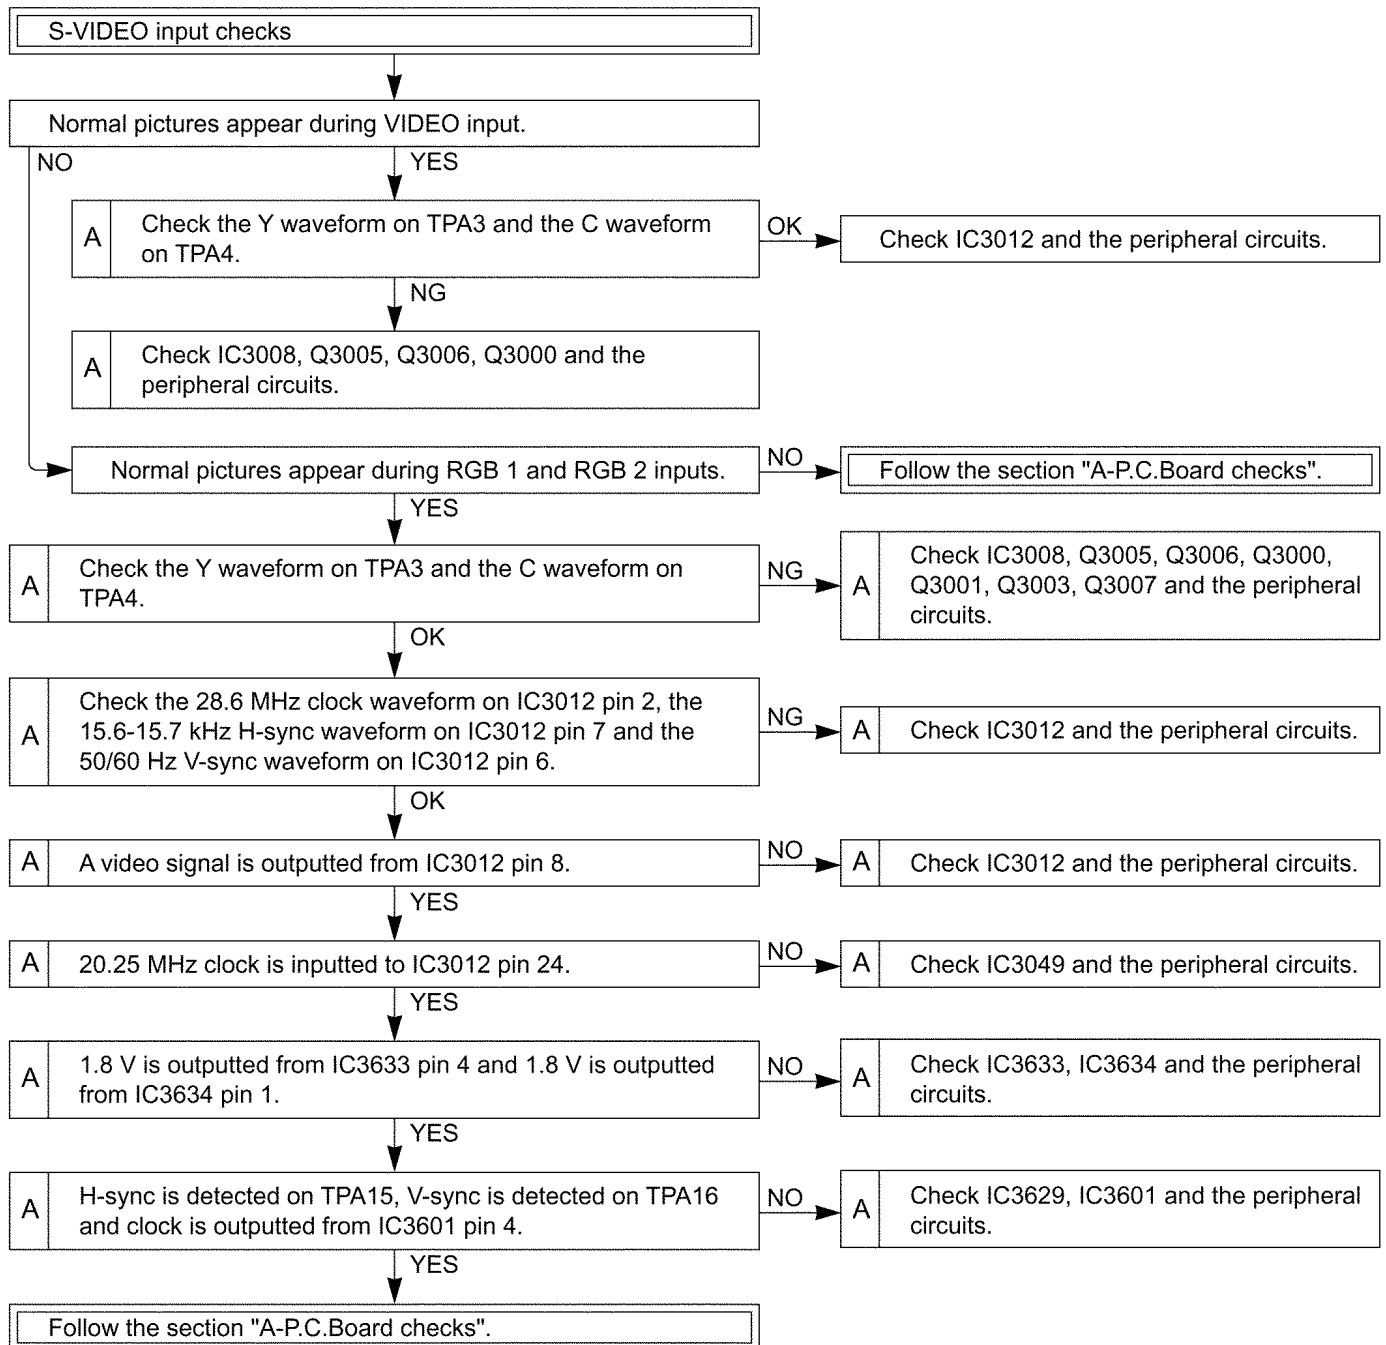 S-VIDEO input checks
Normal pictures appear during VIDEO input.
NO
YES
A
Check the Y waveform on TPA3 and the C waveform
on TPA4.
OK
Check IC3012 and the peripheral circuits.
NG
A
Check IC3008, Q3005, Q3006, Q3000 and the
peripheral circuits.
Normal pictures appear during RGB 1 and RGB 2 inputs.
NO
Follow the section "A-P.C.Board checks".
YES
A
Check the Y waveform on TPA3 and the C waveform on
TPA4.
NG
A
Check IC3008, Q3005, Q3006, Q3000,
Q3001, Q3003, Q3007 and the peripheral
circuits.
OK
A
Check the 28.6 MHz clock waveform on IC3012 pin 2, the
15.6-15.7 kHz H-sync waveform on IC3012 pin 7 and the
50/60 Hz V-sync waveform on IC3012 pin 6.
NG
A
Check IC3012 and the peripheral circuits.
OK
A
A video signal is outputted from IC3012 pin 8.
NO
A
Check IC3012 and the peripheral circuits.
YES
A
20.25 MHz clock is inputted to IC3012 pin 24.
NO
A
Check IC3049 and the peripheral circuits.
YES
A
1.8 V is outputted from IC3633 pin 4 and 1.8 V is outputted
from IC3634 pin 1.
NO
A
Check IC3633, IC3634 and the peripheral
circuits.
YES
A
H-sync is detected on TPA15, V-sync is detected on TPA16
and clock is outputted from IC3601 pin 4.
NO
A
Check IC3629, IC3601 and the peripheral
circuits.
YES
Follow the section "A-P.C.Board checks".